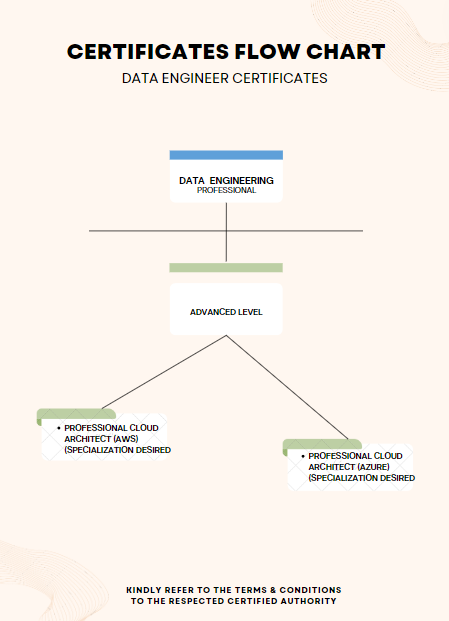 CERTIFICATES FLOW CHART
DATA ENGINEER CERTIFICATES
DATA ENGINEERING
PROFESSIONAL
ADVANCED LEVEL
• PROFESSIONAL CLOUD
ARCHITECT (AWS)
(SPECIALIZATION DESIRED
• PROFESSIONAL CLOUD
ARCHITECT (AZURE)
(SPECIALIZATION DESIRED
KINDLY REFER TO THE TERMS & CONDITIONS
TO THE RESPECTED CERTIFIED AUTHORITY